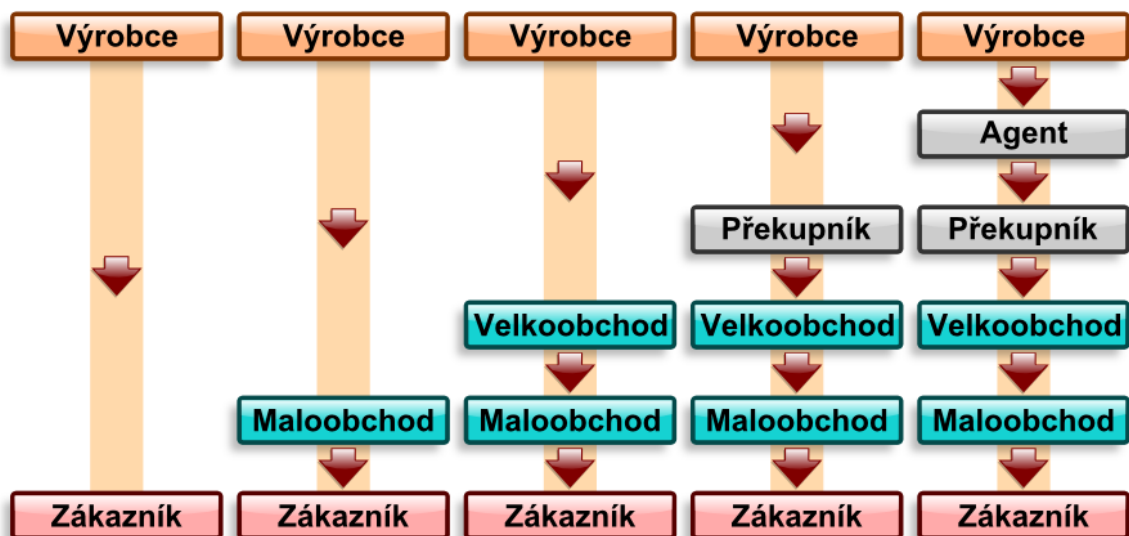 Výrobce
Výrobce
Výrobce
Výrobce
Výrobce
Agent
Překupník
Překupník
Velkoobchod
Velkoobchod
Velkoobchod
Maloobchod
Maloobchod
Maloobchod
Maloobchod
Zákazník
Zákazník
Zákazník
Zákazník
Zákazník